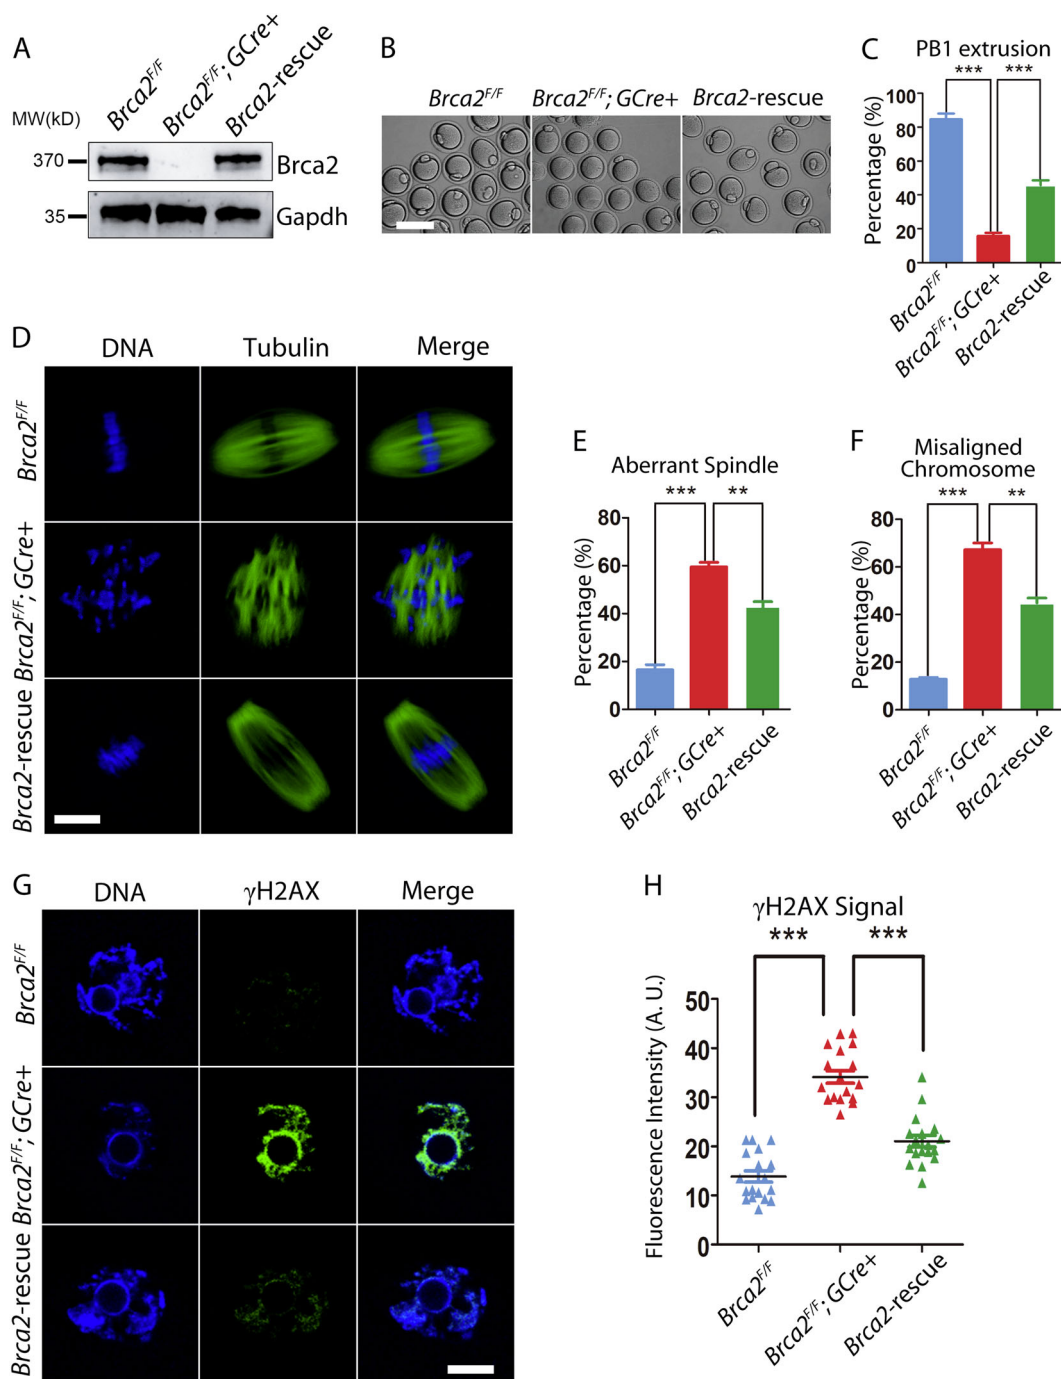 A
MW(kD)
Brca2F/F
Brca2F/F; GCre+
Brca2-rescue
370
Brca2
35
Gapdh
B
Brca2F/F
Brca2F/F; GCre+
Brca2-rescue
C
PB1 extrusion
***
***
Percentage (%)
100
80
60
40
20
0
Brca2F/F
Brca2F/F; GCre+
Brca2-rescue
D
DNA
Tubulin
Merge
Brca2F/F
Brca2F/F; GCre+
Brca2-rescue
E
Aberrant Spindle
***
**
Percentage (%)
80
60
40
20
0
Brca2F/F
Brca2F/F; GCre+
Brca2-rescue
F
Misaligned
Chromosome
***
**
Percentage (%)
80
60
40
20
0
Brca2F/F
Brca2F/F; GCre+
Brca2-rescue
G
DNA
γH2AX
Merge
Brca2F/F
Brca2F/F; GCre+
Brca2-rescue
H
γH2AX Signal
***
***
Fluorescence Intensity (A. U.)
50
40
30
20
10
0
Brca2F/F
Brca2F/F; GCre+
Brca2-rescue